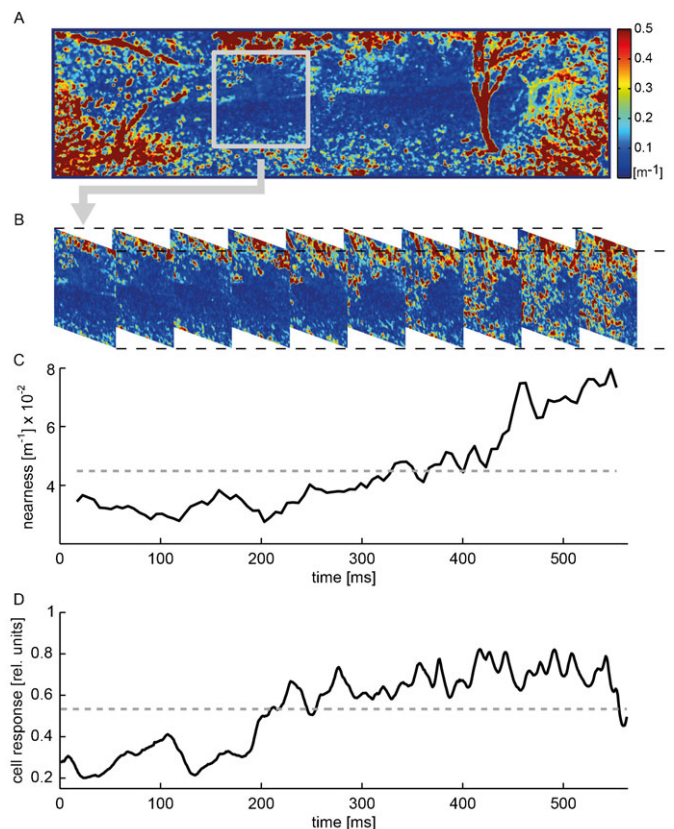 A
0.5
0.4
0.3
0.2
0.1
[m⁻¹]
B
C
8
6
4
nearness [m⁻¹] x 10⁻²
0 100 200 300 400 500
time [ms]
D
1
0.8
0.6
0.4
0.2
cell response [rel. units]
0 100 200 300 400 500
time [ms]